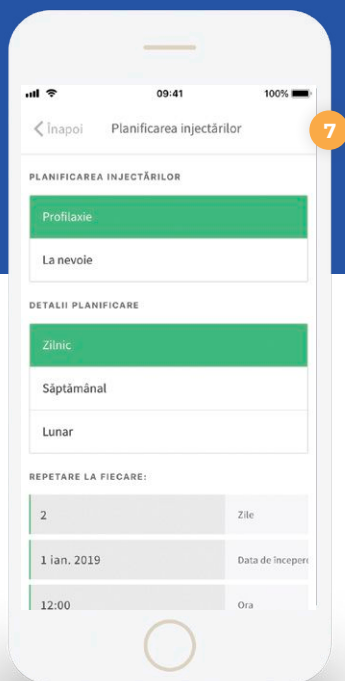 09:41
100%
Înapoi
Planificarea injectărilor
7
PLANIFICAREA INJECTĂRILOR
Profilaxie
La nevoie
DETALII PLANIFICARE
Zilnic
Săptămânal
Lunar
REPETARE LA FIECARE:
2 Zile
1 ian. 2019 Data de începere
12:00 Ora